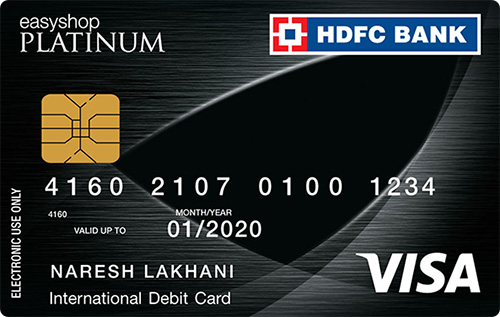 easyshop
PLATINUM
HDFC BANK
4160 2107 0100 1234
4160
MONTH/YEAR
VALID UP TO
01/2020
ELECTRONIC USE ONLY
NARESH LAKHANI
International Debit Card
VISA